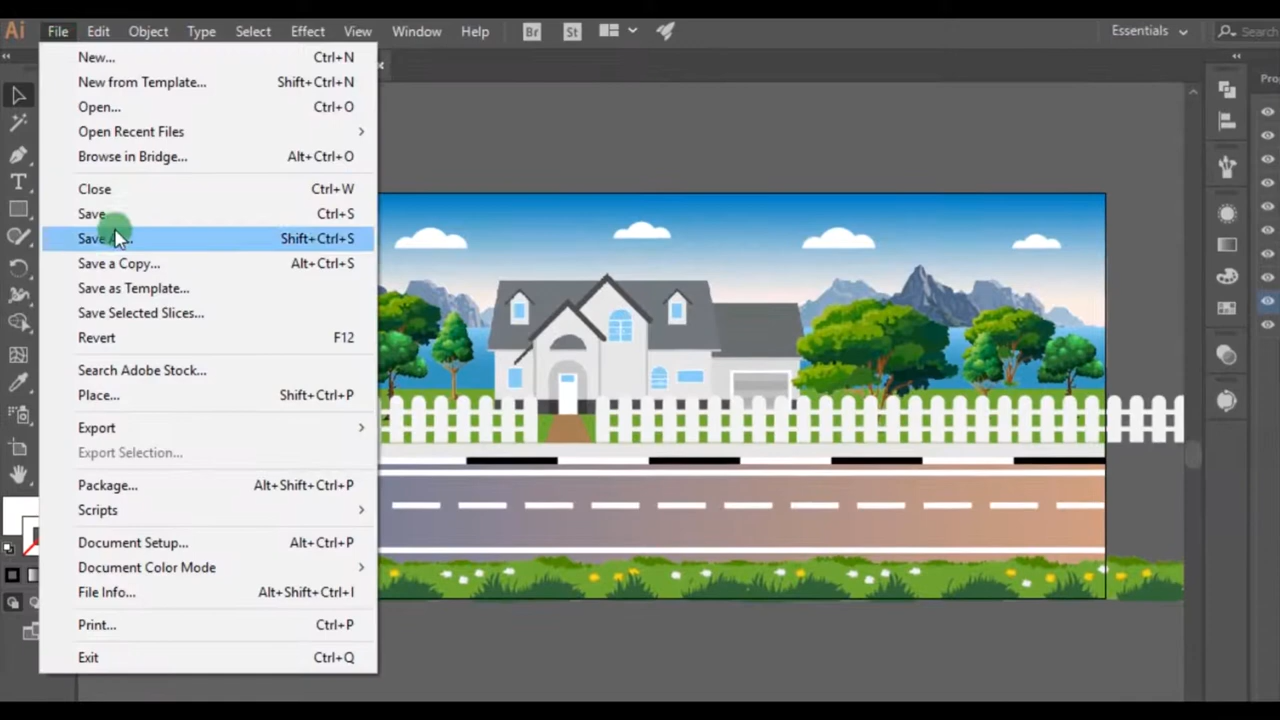 Ai File Edit Object Type Select Effect View Window Help Br St Essentials Search
New... Ctrl+N
New from Template... Shift+Ctrl+N
Open... Ctrl+O
Open Recent Files
Browse in Bridge... Alt+Ctrl+O
Close Ctrl+W
Save Ctrl+S
Save Shift+Ctrl+S
Save a Copy... Alt+Ctrl+S
Save as Template...
Save Selected Slices...
Revert F12
Search Adobe Stock...
Place... Shift+Ctrl+P
Export
Export Selection...
Package... Alt+Shift+Ctrl+P
Scripts
Document Setup... Alt+Ctrl+P
Document Color Mode
File Info... Alt+Shift+Ctrl+I
Print... Ctrl+P
Exit Ctrl+Q
Pro